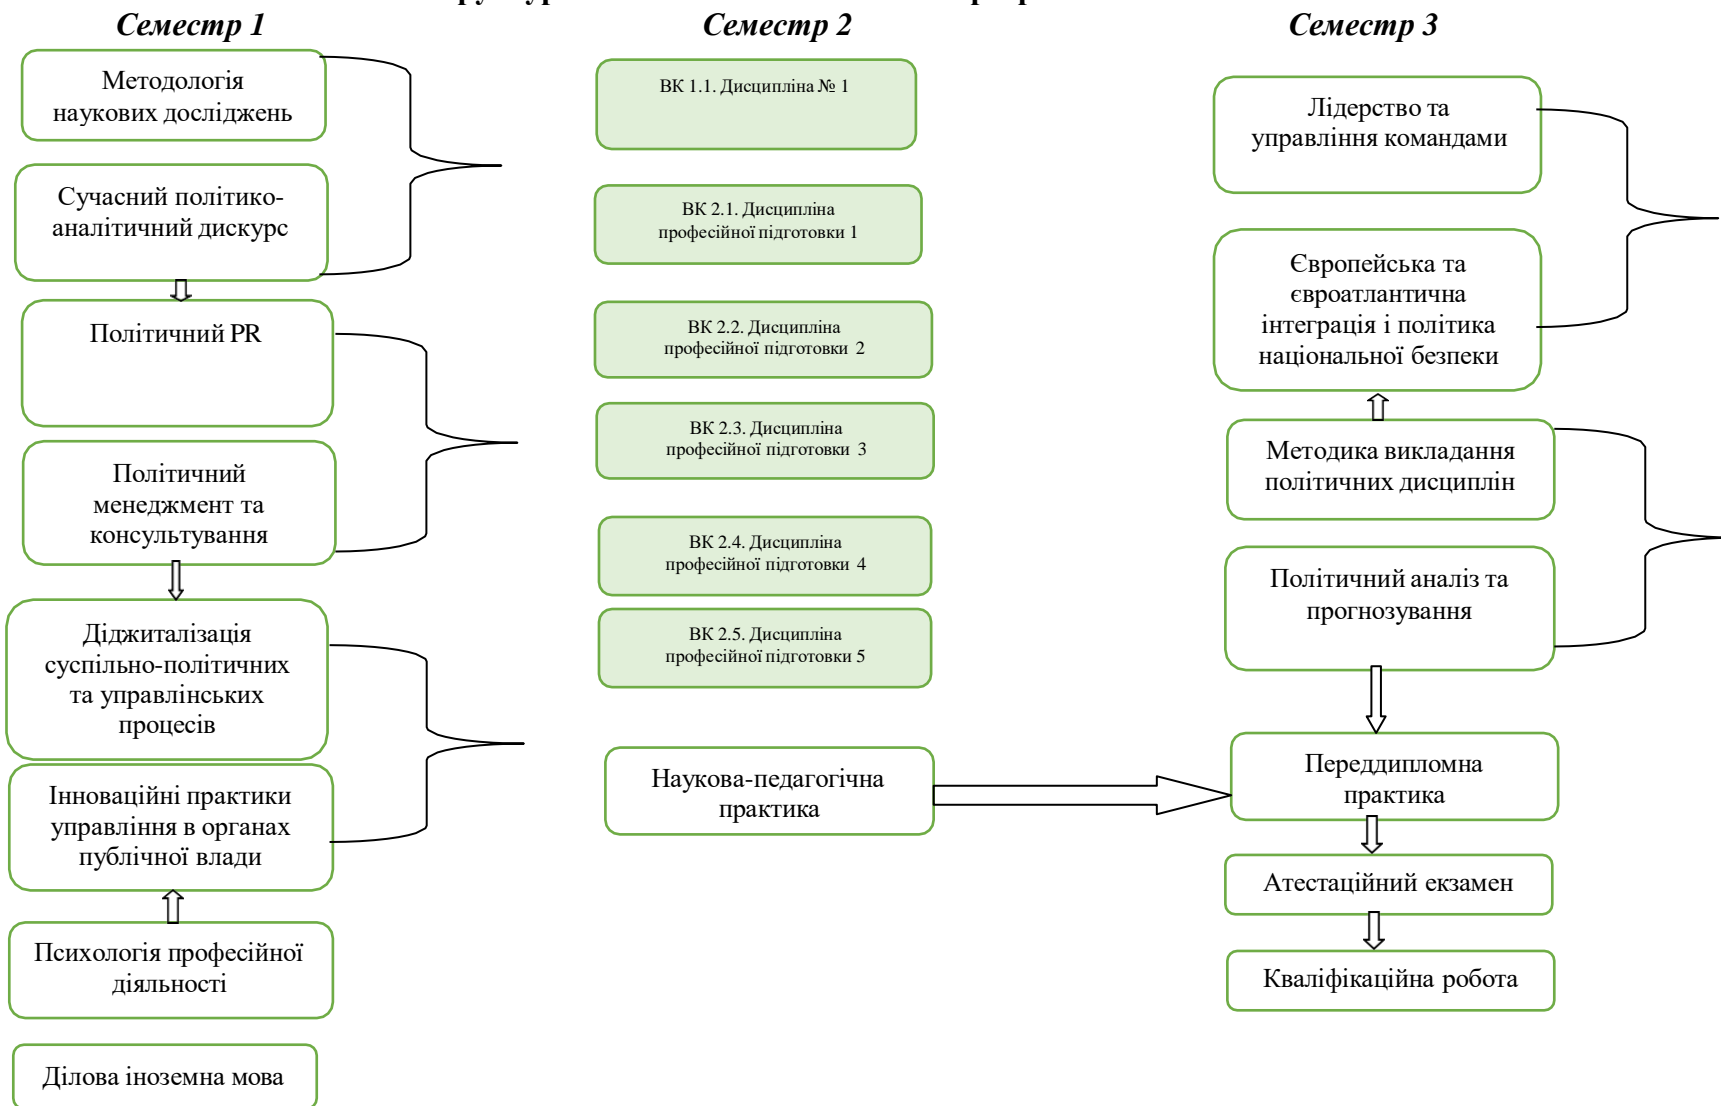 Семестр 1
Семестр 2
Семестр 3
Методологія
наукових досліджень
Сучасний політико-
аналітичний дискурс
Політичний PR
Політичний
менеджмент та
консультування
Діджиталізація
суспільно-політичних
та управлінських
процесів
Інноваційні практики
управління в органах
публічної влади
Психологія професійної
діяльності
Ділова іноземна мова
ВК 1.1. Дисципліна № 1
ВК 2.1. Дисципліна
професійної підготовки 1
ВК 2.2. Дисципліна
професійної підготовки 2
ВК 2.3. Дисципліна
професійної підготовки 3
ВК 2.4. Дисципліна
професійної підготовки 4
ВК 2.5. Дисципліна
професійної підготовки 5
Наукова-педагогічна
практика
Лідерство та
управління командами
Європейська та
євроатлантична
інтеграція і політика
національної безпеки
Методика викладання
політичних дисциплін
Політичний аналіз та
прогнозування
Переддипломна
практика
Атестаційний екзамен
Кваліфікаційна робота